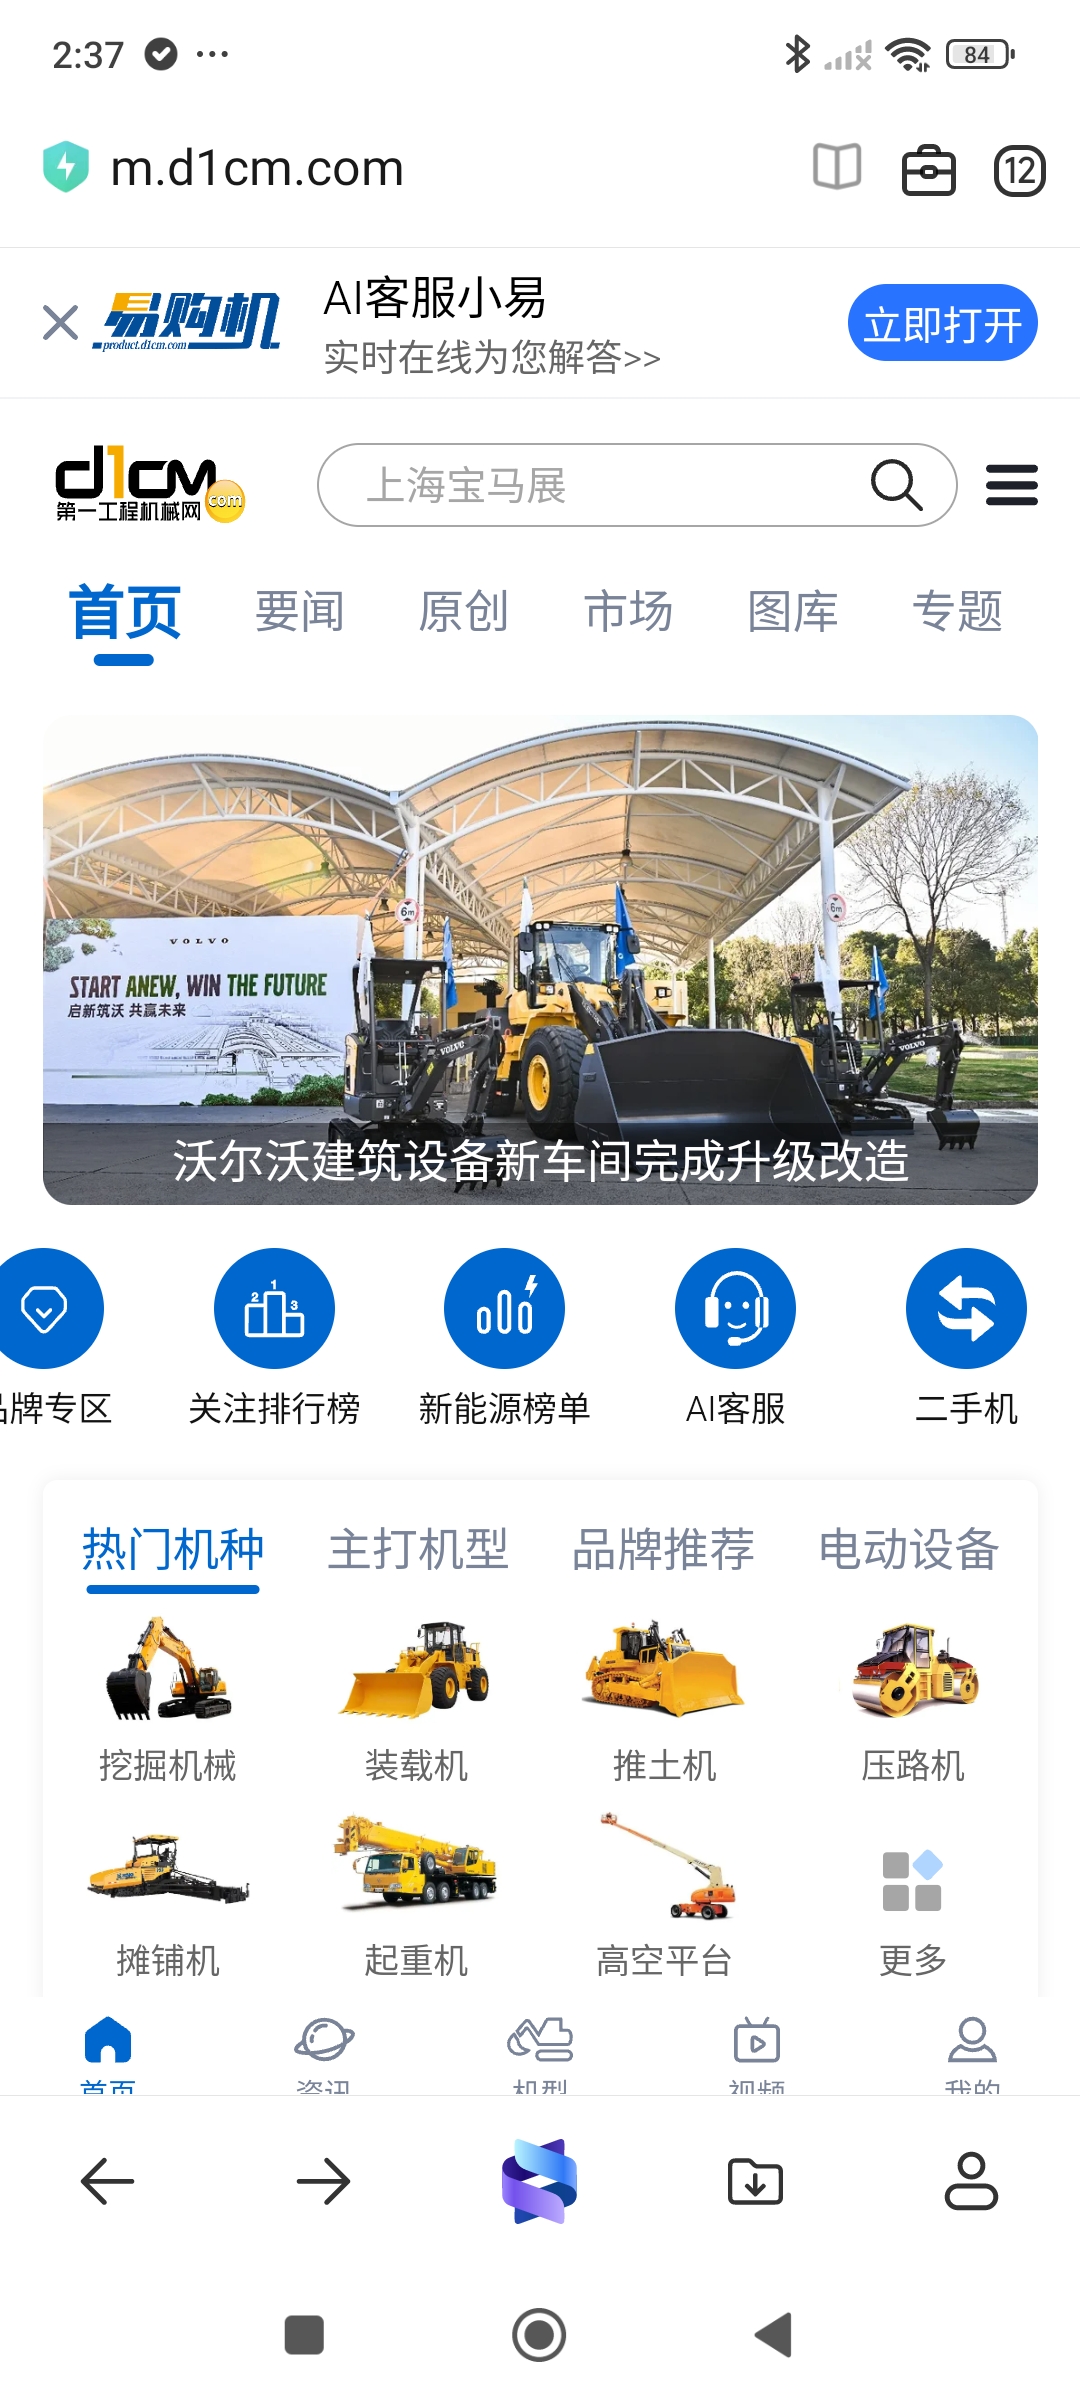 2:37
84
m.d1cm.com
12
易购机
product.d1cm.com
AI客服小易
实时在线为您解答>>
立即打开
d1cm
com
第一工程机械网
上海宝马展
首页 要闻 原创 市场 图库 专题
6m
6m
VOLVO
START ANEW, WIN THE FUTURE
启新筑沃 共赢未来
VOLVO
VOLVO
沃尔沃建筑设备新车间完成升级改造
1
2
3
品牌专区 关注排行榜 新能源榜单 AI客服 二手机
热门机种 主打机型 品牌推荐 电动设备
挖掘机械 装载机 推土机 压路机
摊铺机 起重机 高空平台 更多
首页 资讯 机型 视频 我的